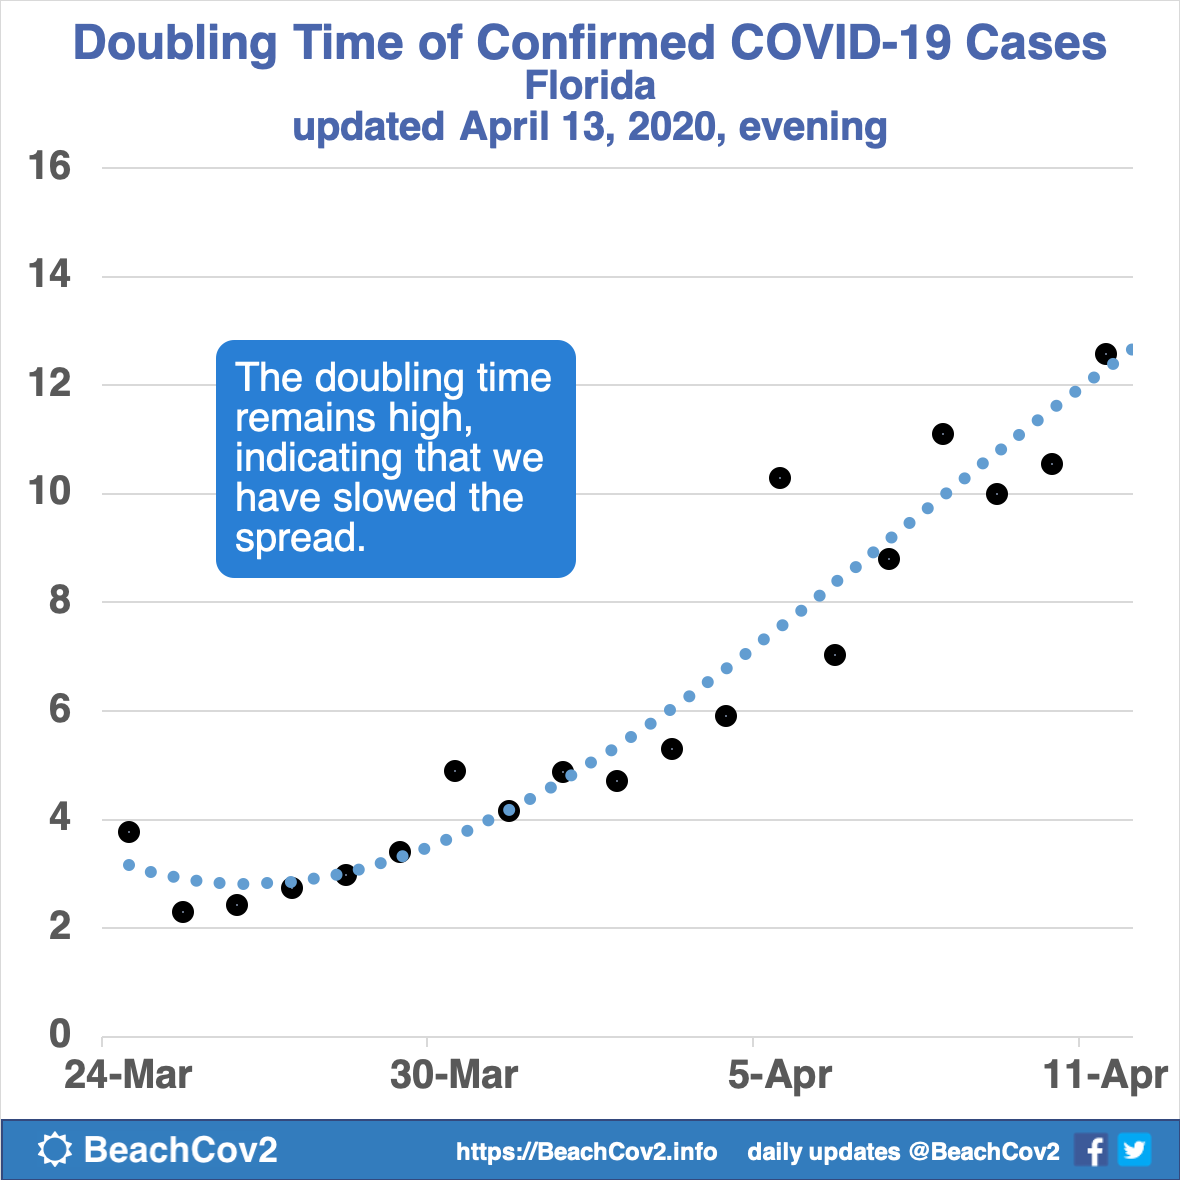 Doubling Time of Confirmed COVID-19 Cases
Florida
updated April 13, 2020, evening
16
14
12
10
8
6
4
2
0
The doubling time
remains high,
indicating that we
have slowed the
spread.
24-Mar 30-Mar 5-Apr 11-Apr
BeachCov2 https://BeachCov2.info daily updates @BeachCov2